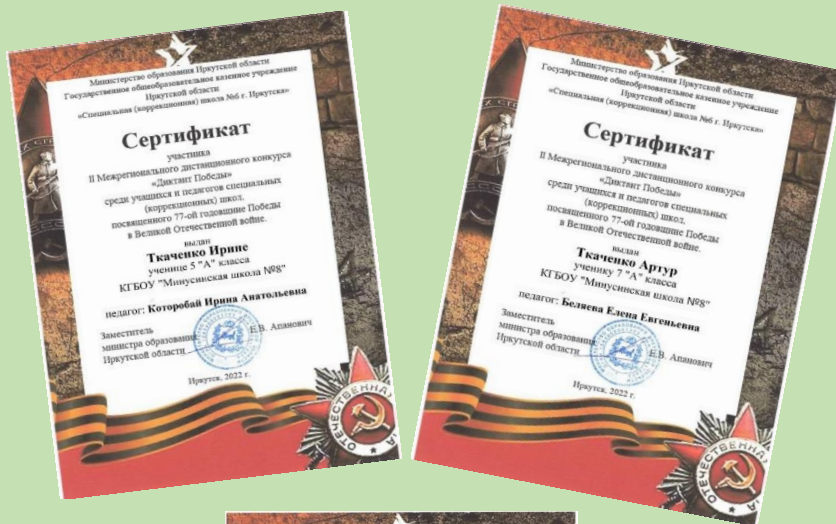 Министерство образования Иркутской области
Государственное общеобразовательное казенное учреждение
Иркутской области
«Специальная (коррекционная) школа №6 г. Иркутска»
Сертификат
участника
II Межрегионального дистанционного конкурса
«Диктант Победы»
среди учащихся и педагогов специальных
(коррекционных) школ,
посвященного 77-ой годовщине Победы
в Великой Отечественной войне.
выдан
Ткаченко Ирине
ученице 5 "А" класса
КГБОУ "Минусинская школа №8"
педагог: Которобай Ирина Анатольевна
Заместитель
министра образования
Иркутской области
Е.В. Апанович
Иркутск, 2022 г.
ОТЕЧЕСТВЕННАЯ
Министерство образования Иркутской области
Государственное общеобразовательное казенное учреждение
Иркутской области
«Специальная (коррекционная) школа №6 г. Иркутска»
Сертификат
участника
II Межрегионального дистанционного конкурса
«Диктант Победы»
среди учащихся и педагогов специальных
(коррекционных) школ,
посвященного 77-ой годовщине Победы
в Великой Отечественной войне.
выдан
Ткаченко Артур
ученику 7 "А" класса
КГБОУ "Минусинская школа №8"
педагог: Беляева Елена Евгеньевна
Заместитель
министра образования
Иркутской области
Е.В. Апанович
Иркутск, 2022 г.
ОТЕЧЕСТВЕННА